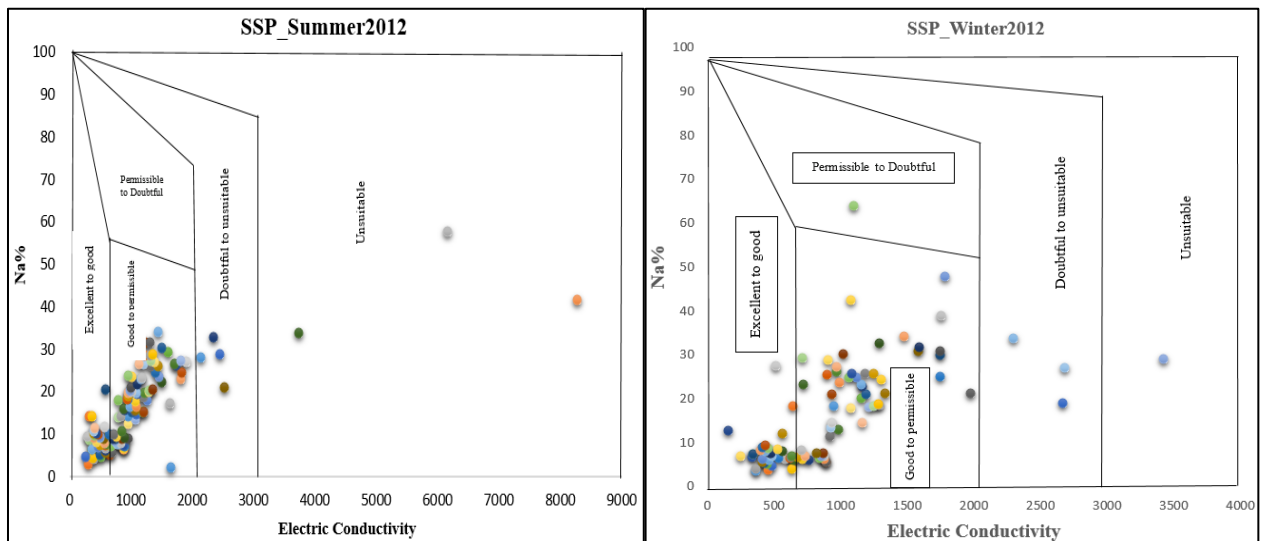 SSP_Summer2012
100
90
80
70
60
50
40
30
20
10
0
Na%
Permissible
to Doubtful
Excellent to good
Good to permissible
Doubtful to unsuitable
Unsuitable
0
1000
2000
3000
4000
5000
6000
7000
8000
9000
Electric Conductivity
SSP_Winter2012
100
90
80
70
60
50
40
30
20
10
0
Na%
Permissible to Doubtful
Excellent to good
Good to permissible
Doubtful to unsuitable
Unsuitable
0
500
1000
1500
2000
2500
3000
3500
4000
Electric Conductivity